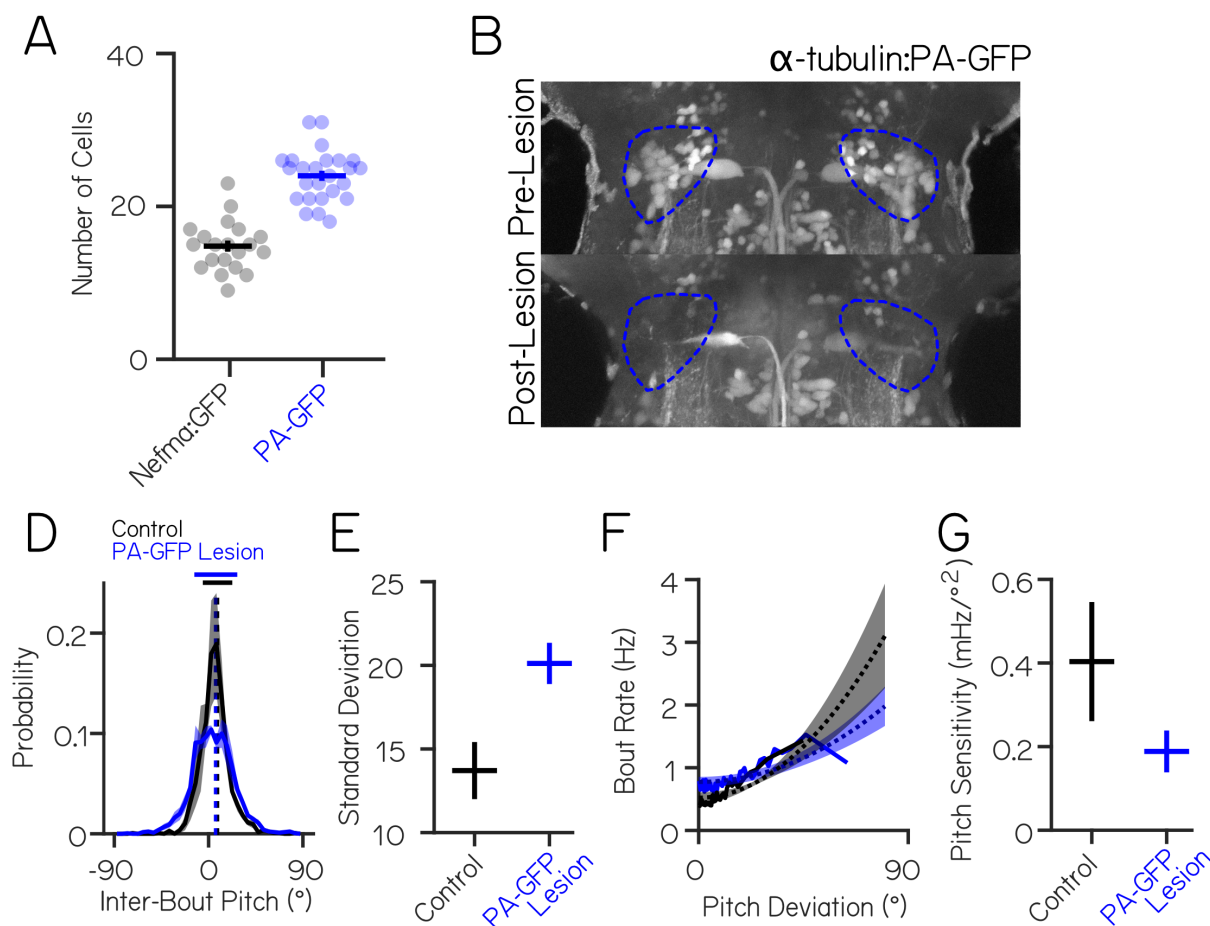 A
40
20
0
Number of Cells
Nefma:GFP
PA-GFP
B
α-tubulin:PA-GFP
Pre-Lesion
Post-Lesion
D
Control
PA-GFP Lesion
0.2
0.1
0
Probability
-90
0
90
Inter-Bout Pitch (°)
E
25
20
15
10
Standard Deviation
Control
PA-GFP
Lesion
F
4
3
2
1
0
Bout Rate (Hz)
0
90
Pitch Deviation (°)
G
0.6
0.4
0.2
0
Pitch Sensitivity (mHz/°²)
Control
PA-GFP
Lesion